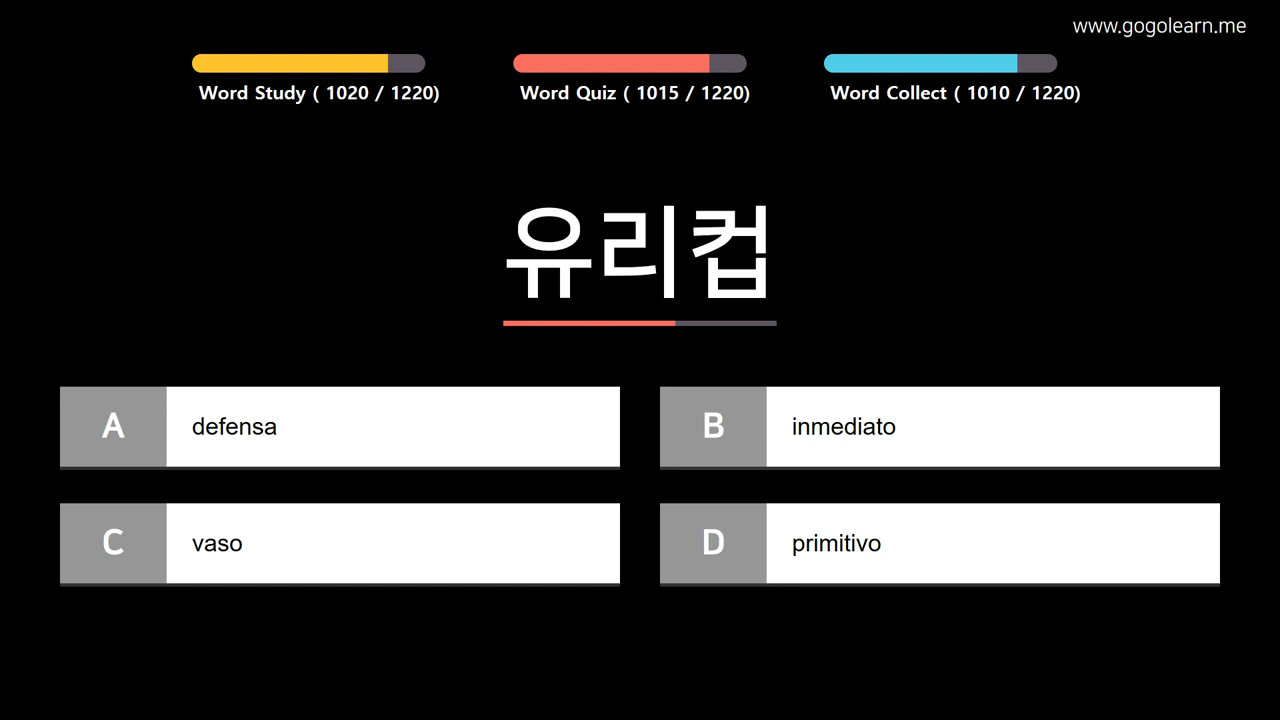 www.gogolearn.me
Word Study ( 1020 / 1220)
Word Quiz ( 1015 / 1220)
Word Collect ( 1010 / 1220)
유리컵
A defensa
B inmediato
C vaso
D primitivo